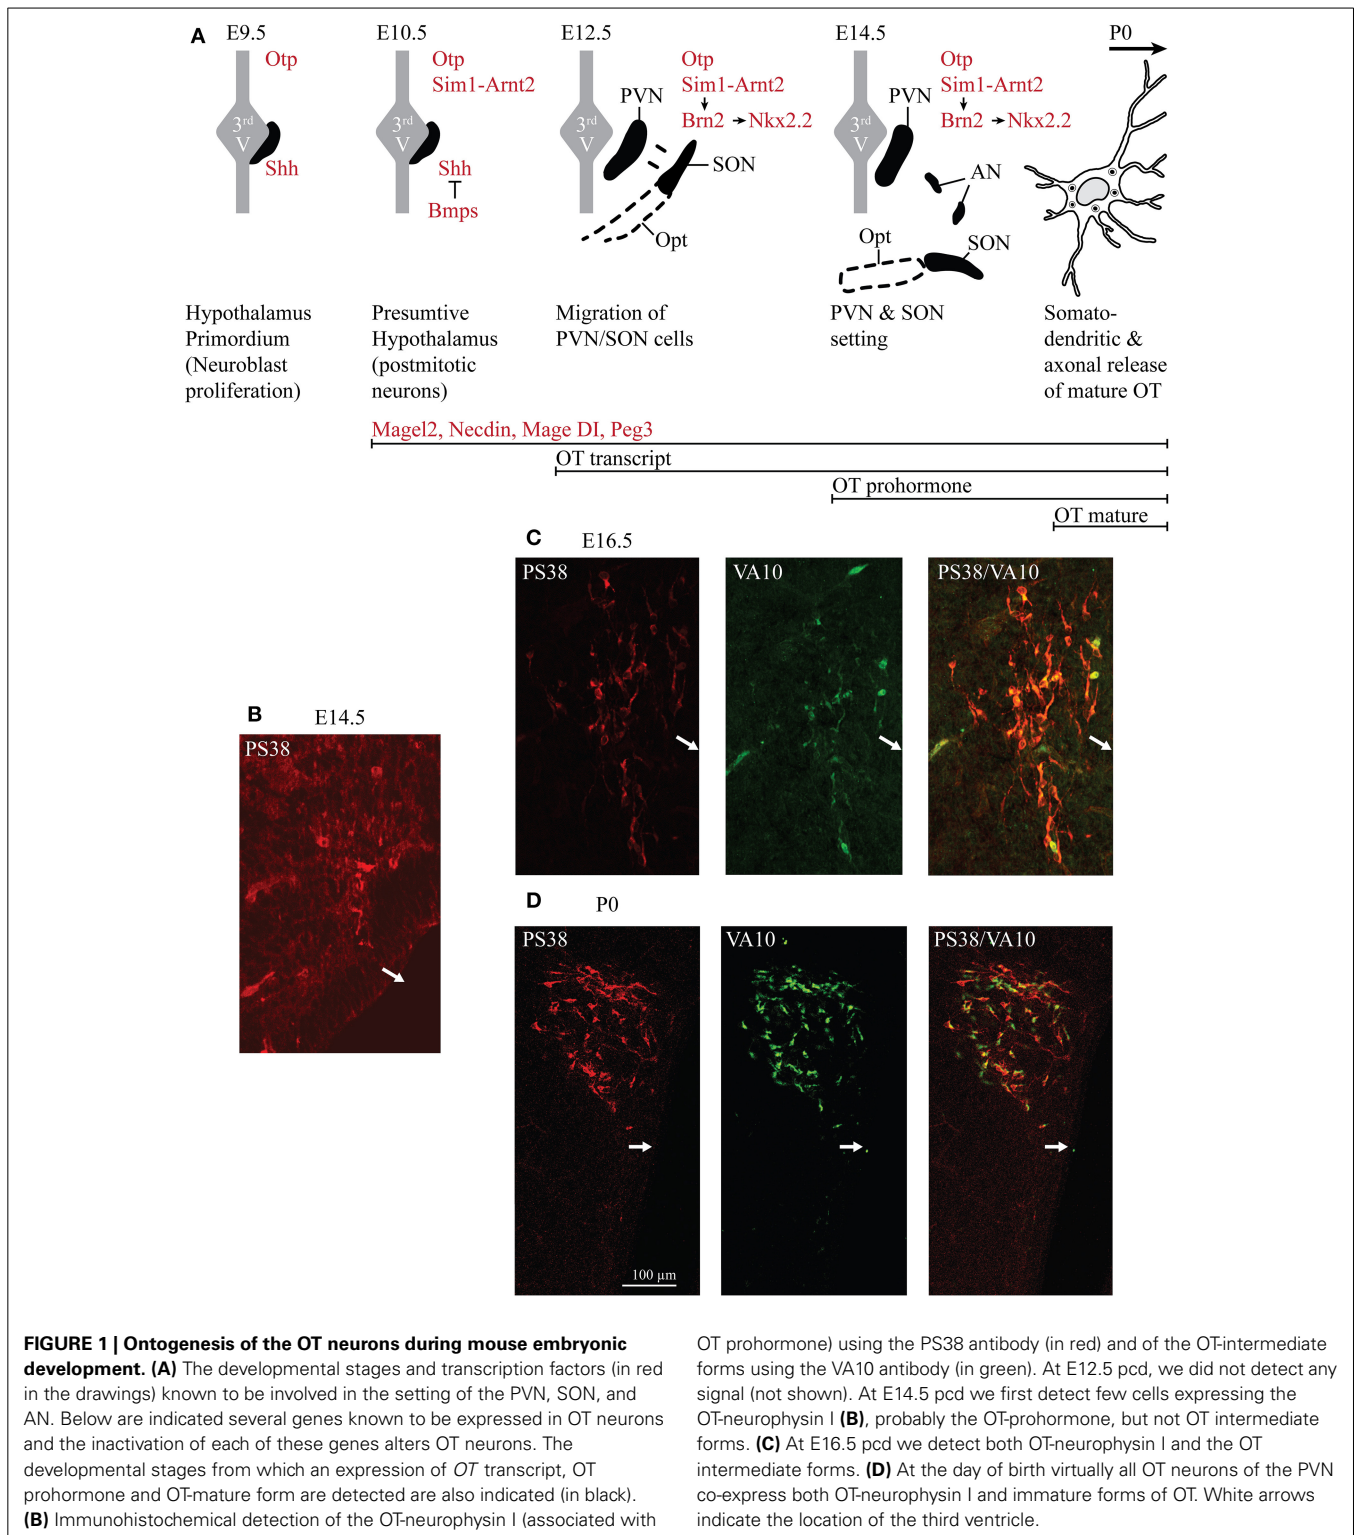 A
E9.5
E10.5
E12.5
E14.5
P0
Otp
3rd
V
Shh
Otp
Sim1-Arnt2
3rd
V
Shh
Bmps
PVN
Otp
Sim1-Arnt2
Brn2
Nkx2.2
3rd
V
SON
Opt
PVN
Otp
Sim1-Arnt2
Brn2
Nkx2.2
3rd
V
AN
Opt
SON
Hypothalamus
Primordium
(Neuroblast
proliferation)
Presumtive
Hypothalamus
(postmitotic
neurons)
Migration of
PVN/SON cells
PVN & SON
setting
Somato-
dendritic &
axonal release
of mature OT
Magel2, Necdin, Mage DI, Peg3
OT transcript
OT prohormone
OT mature
C
E16.5
PS38
VA10
PS38/VA10
B
E14.5
PS38
D
P0
PS38
VA10
PS38/VA10
100 µm
FIGURE 1 | Ontogenesis of the OT neurons during mouse embryonic
development. (A) The developmental stages and transcription factors (in red
in the drawings) known to be involved in the setting of the PVN, SON, and
AN. Below are indicated several genes known to be expressed in OT neurons
and the inactivation of each of these genes alters OT neurons. The
developmental stages from which an expression of OT transcript, OT
prohormone and OT-mature form are detected are also indicated (in black).
(B) Immunohistochemical detection of the OT-neurophysin I (associated with
OT prohormone) using the PS38 antibody (in red) and of the OT-intermediate
forms using the VA10 antibody (in green). At E12.5 pcd, we did not detect any
signal (not shown). At E14.5 pcd we first detect few cells expressing the
OT-neurophysin I (B), probably the OT-prohormone, but not OT intermediate
forms. (C) At E16.5 pcd we detect both OT-neurophysin I and the OT
intermediate forms. (D) At the day of birth virtually all OT neurons of the PVN
co-express both OT-neurophysin I and immature forms of OT. White arrows
indicate the location of the third ventricle.